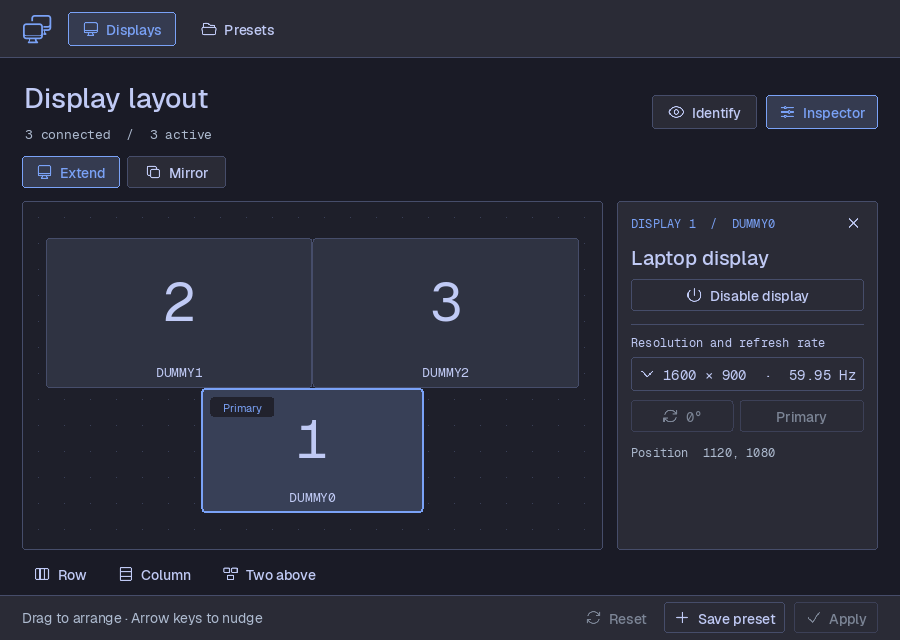 Displays
Presets
Display layout
3 connected / 3 active
Identify
Inspector
Extend
Mirror
2
DUMMY1
3
DUMMY2
Primary
1
DUMMY0
DISPLAY 1 / DUMMY0
Laptop display
Disable display
Resolution and refresh rate
1600 × 900 · 59.95 Hz
0°
Primary
Position 1120, 1080
Row
Column
Two above
Drag to arrange · Arrow keys to nudge
Reset
Save preset
Apply